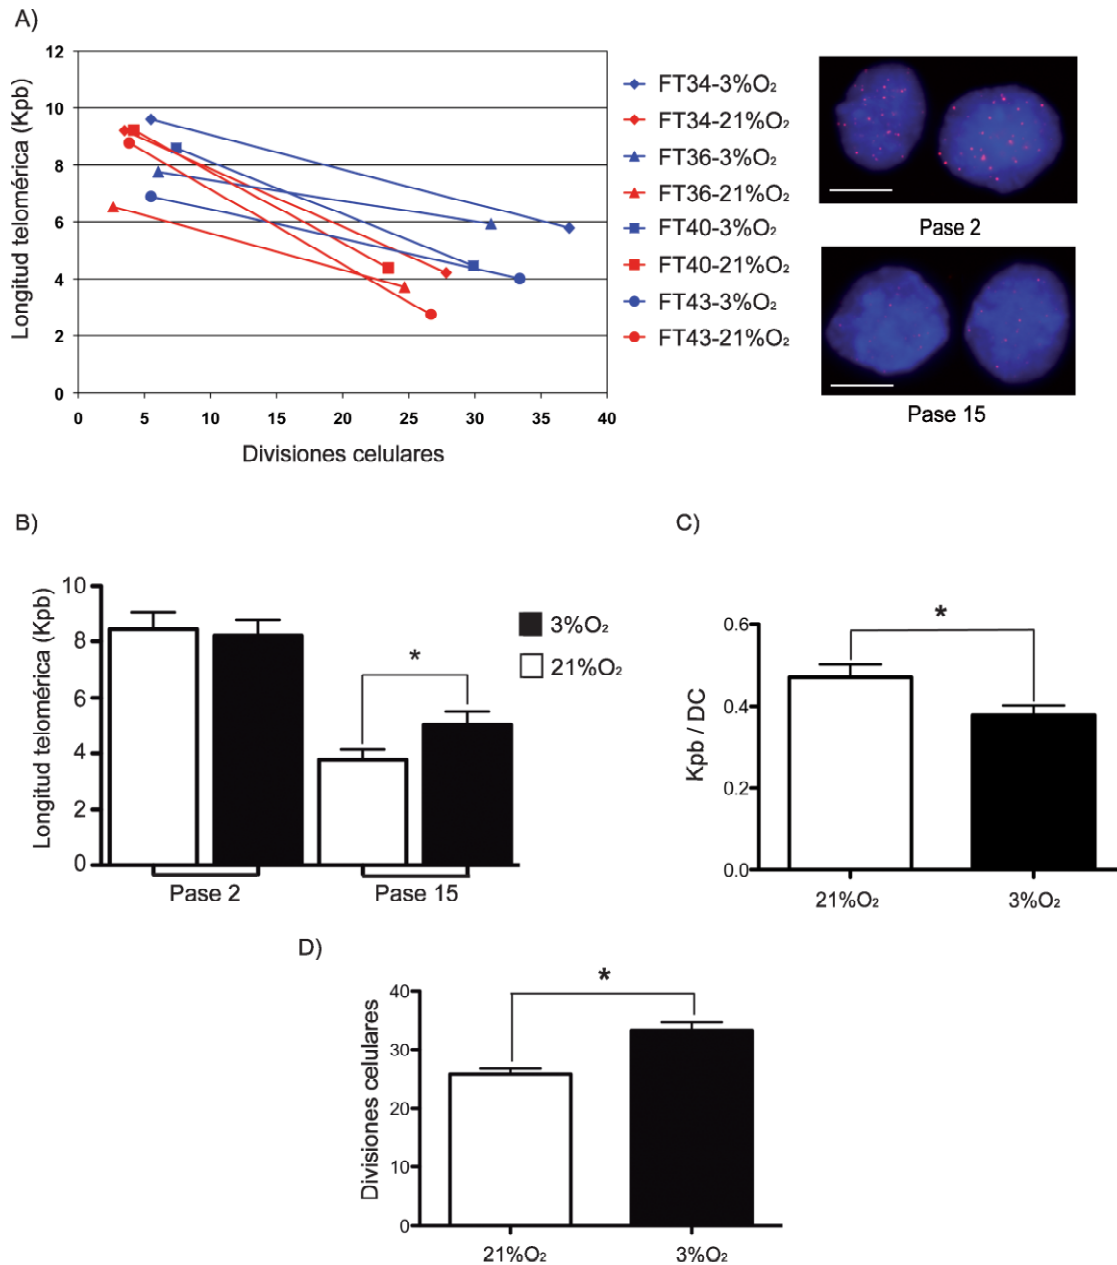 A)
Longitud telomérica (Kpb)
12
10
8
6
4
2
0
0 5 10 15 20 25 30 35 40
Divisiones celulares
FT34-3%O₂
FT34-21%O₂
FT36-3%O₂
FT36-21%O₂
FT40-3%O₂
FT40-21%O₂
FT43-3%O₂
FT43-21%O₂
Pase 2
Pase 15
B)
Longitud telomérica (Kpb)
10
8
6
4
2
0
*
3%O₂
21%O₂
Pase 2 Pase 15
C)
Kpb / DC
0.6
0.4
0.2
0.0
*
21%O₂ 3%O₂
D)
Divisiones celulares
40
30
20
10
0
*
21%O₂ 3%O₂